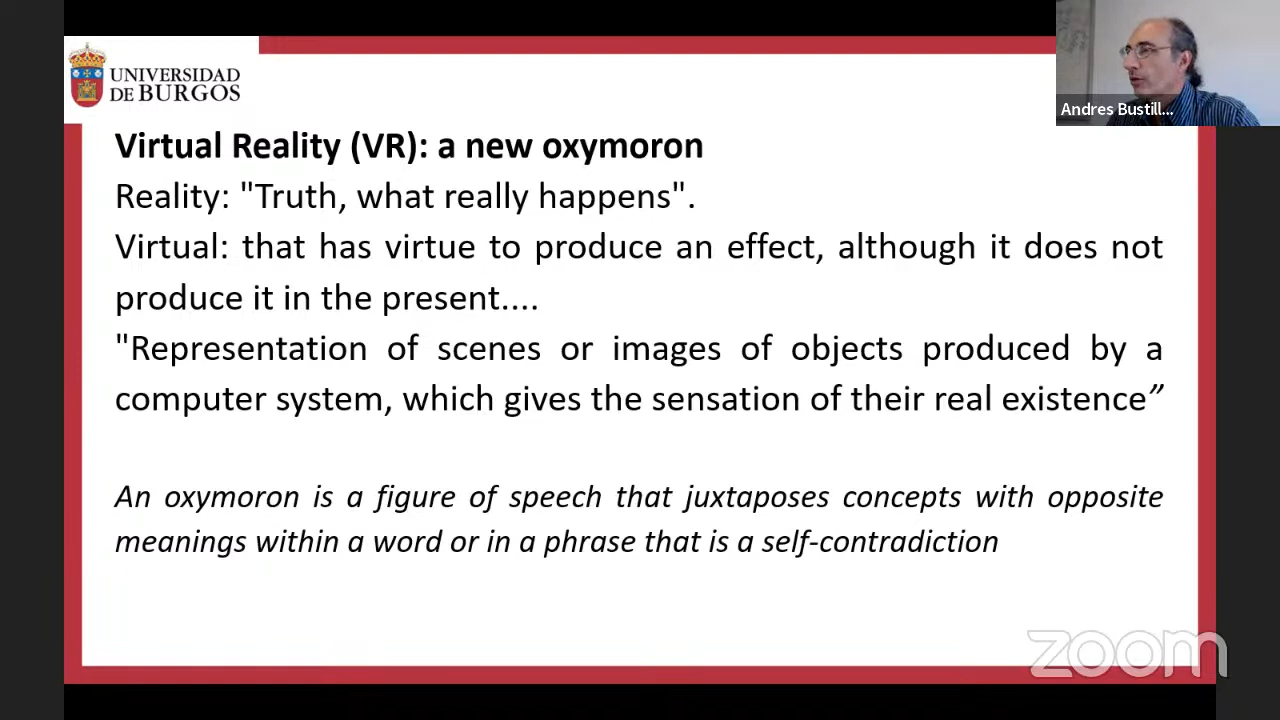 UNIVERSIDAD
DE BURGOS
Andres Bustill...
Virtual Reality (VR): a new oxymoron
Reality: "Truth, what really happens".
Virtual: that has virtue to produce an effect, although it does not
produce it in the present....
"Representation of scenes or images of objects produced by a
computer system, which gives the sensation of their real existence”
An oxymoron is a figure of speech that juxtaposes concepts with opposite
meanings within a word or in a phrase that is a self-contradiction
zoom